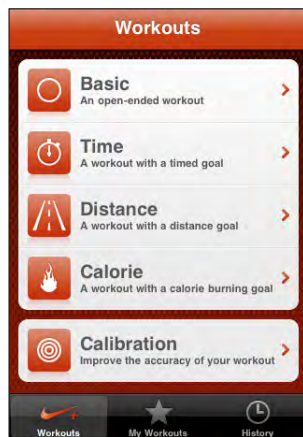 Workouts
Basic
An open-ended workout
Time
A workout with a timed goal
Distance
A workout with a distance goal
Calorie
A workout with a calorie burning goal
Calibration
Improve the accuracy of your workout
Workouts My Workouts History